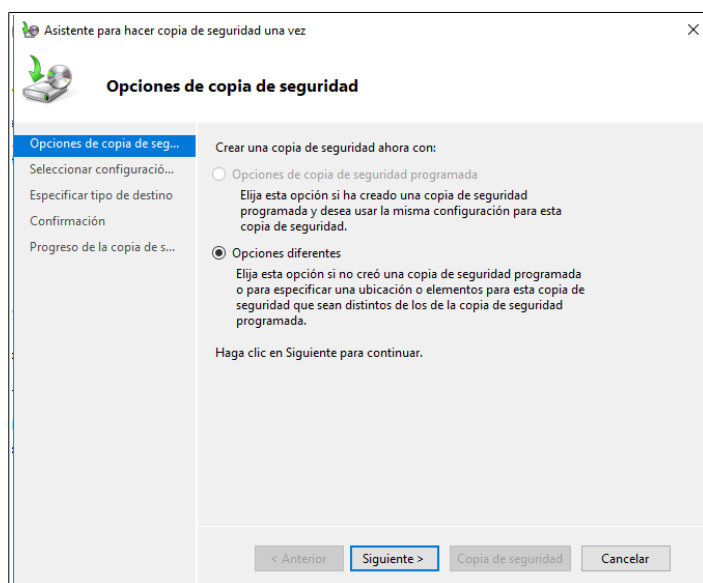 Asistente para hacer copia de seguridad una vez
Opciones de copia de seguridad
Opciones de copia de seg...
Seleccionar configuració...
Especificar tipo de destino
Confirmación
Progreso de la copia de s...
Crear una copia de seguridad ahora con:
Opciones de copia de seguridad programada
Elija esta opción si ha creado una copia de seguridad
programada y desea usar la misma configuración para esta
copia de seguridad.
Opciones diferentes
Elija esta opción si no creó una copia de seguridad programada
o para especificar una ubicación o elementos para esta copia de
seguridad que sean distintos de los de la copia de seguridad
programada.
Haga clic en Siguiente para continuar.
< Anterior
Siguiente >
Copia de seguridad
Cancelar